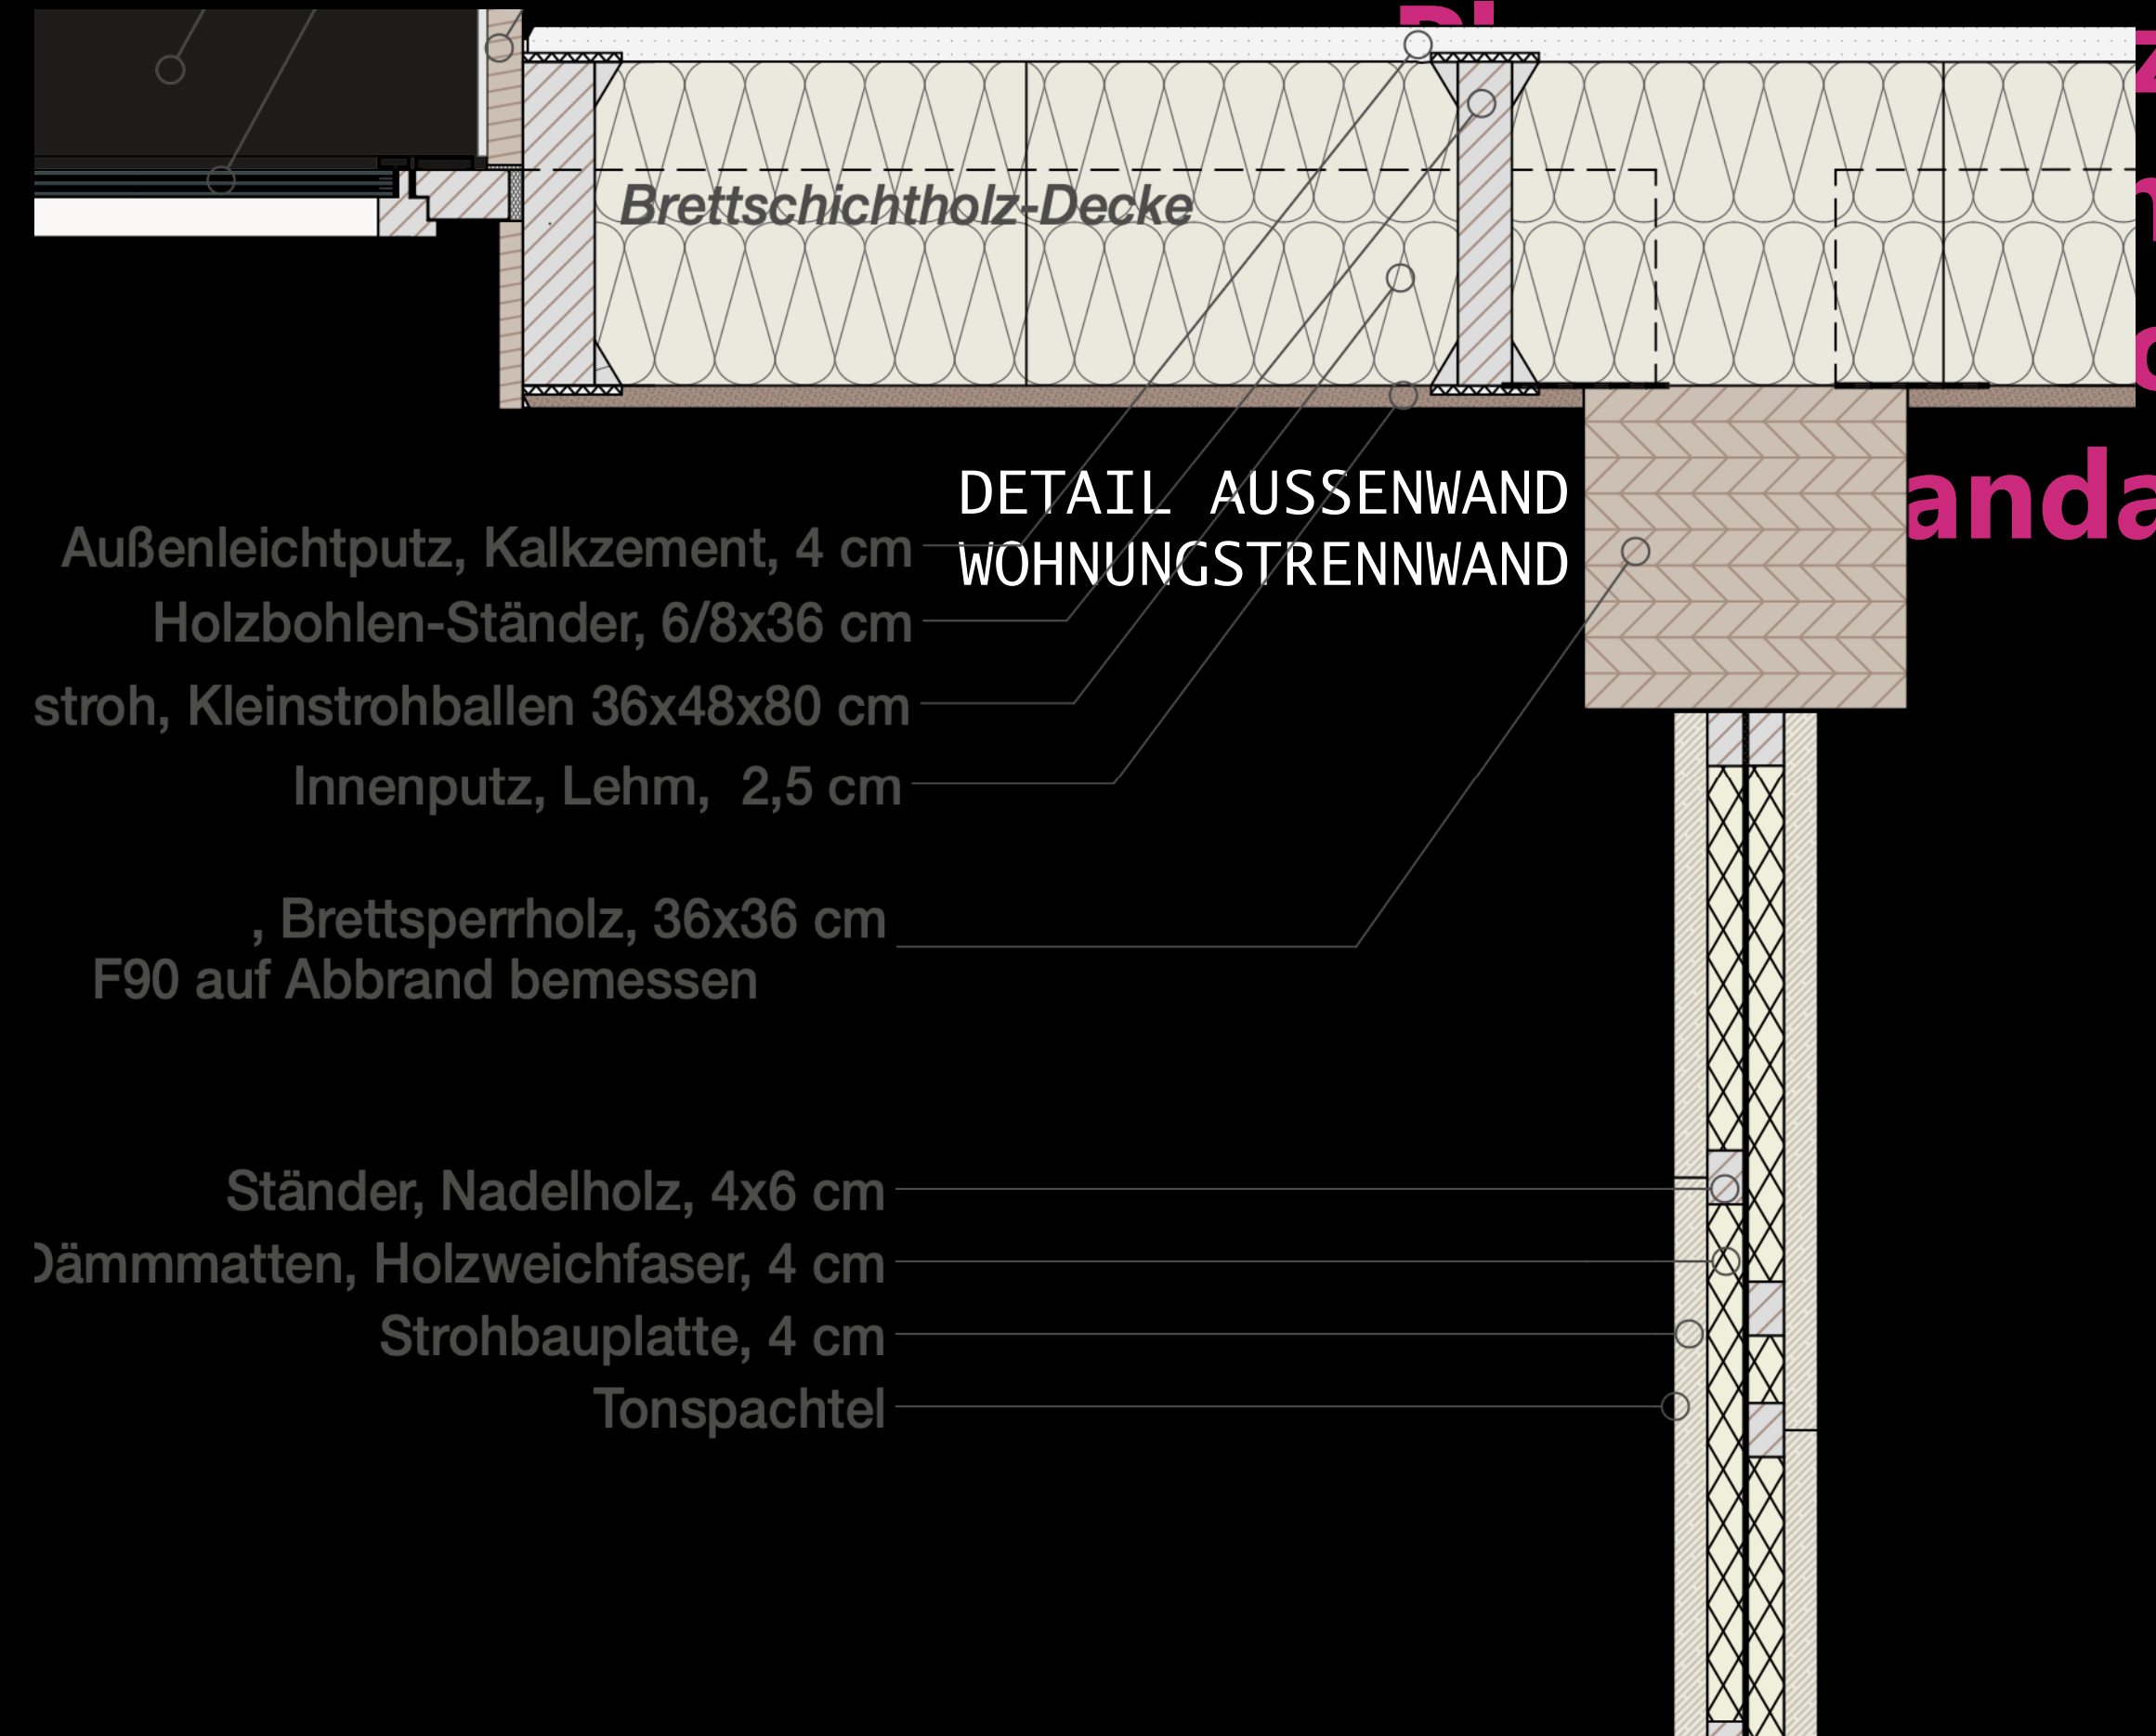 Brettschichtholz-Decke
DETAIL AUSSENWAND
WOHNUNGSTRENNWAND
Außenleichtputz, Kalkzement, 4 cm
Holzbohlen-Ständer, 6/8x36 cm
stroh, Kleinstrohballen 36x48x80 cm
Innenputz, Lehm, 2,5 cm
, Brettsperrholz, 36x36 cm
F90 auf Abbrand bemessen
Ständer, Nadelholz, 4x6 cm
Dämmmatten, Holzweichfaser, 4 cm
Strohbauplatte, 4 cm
Tonspachtel
anda